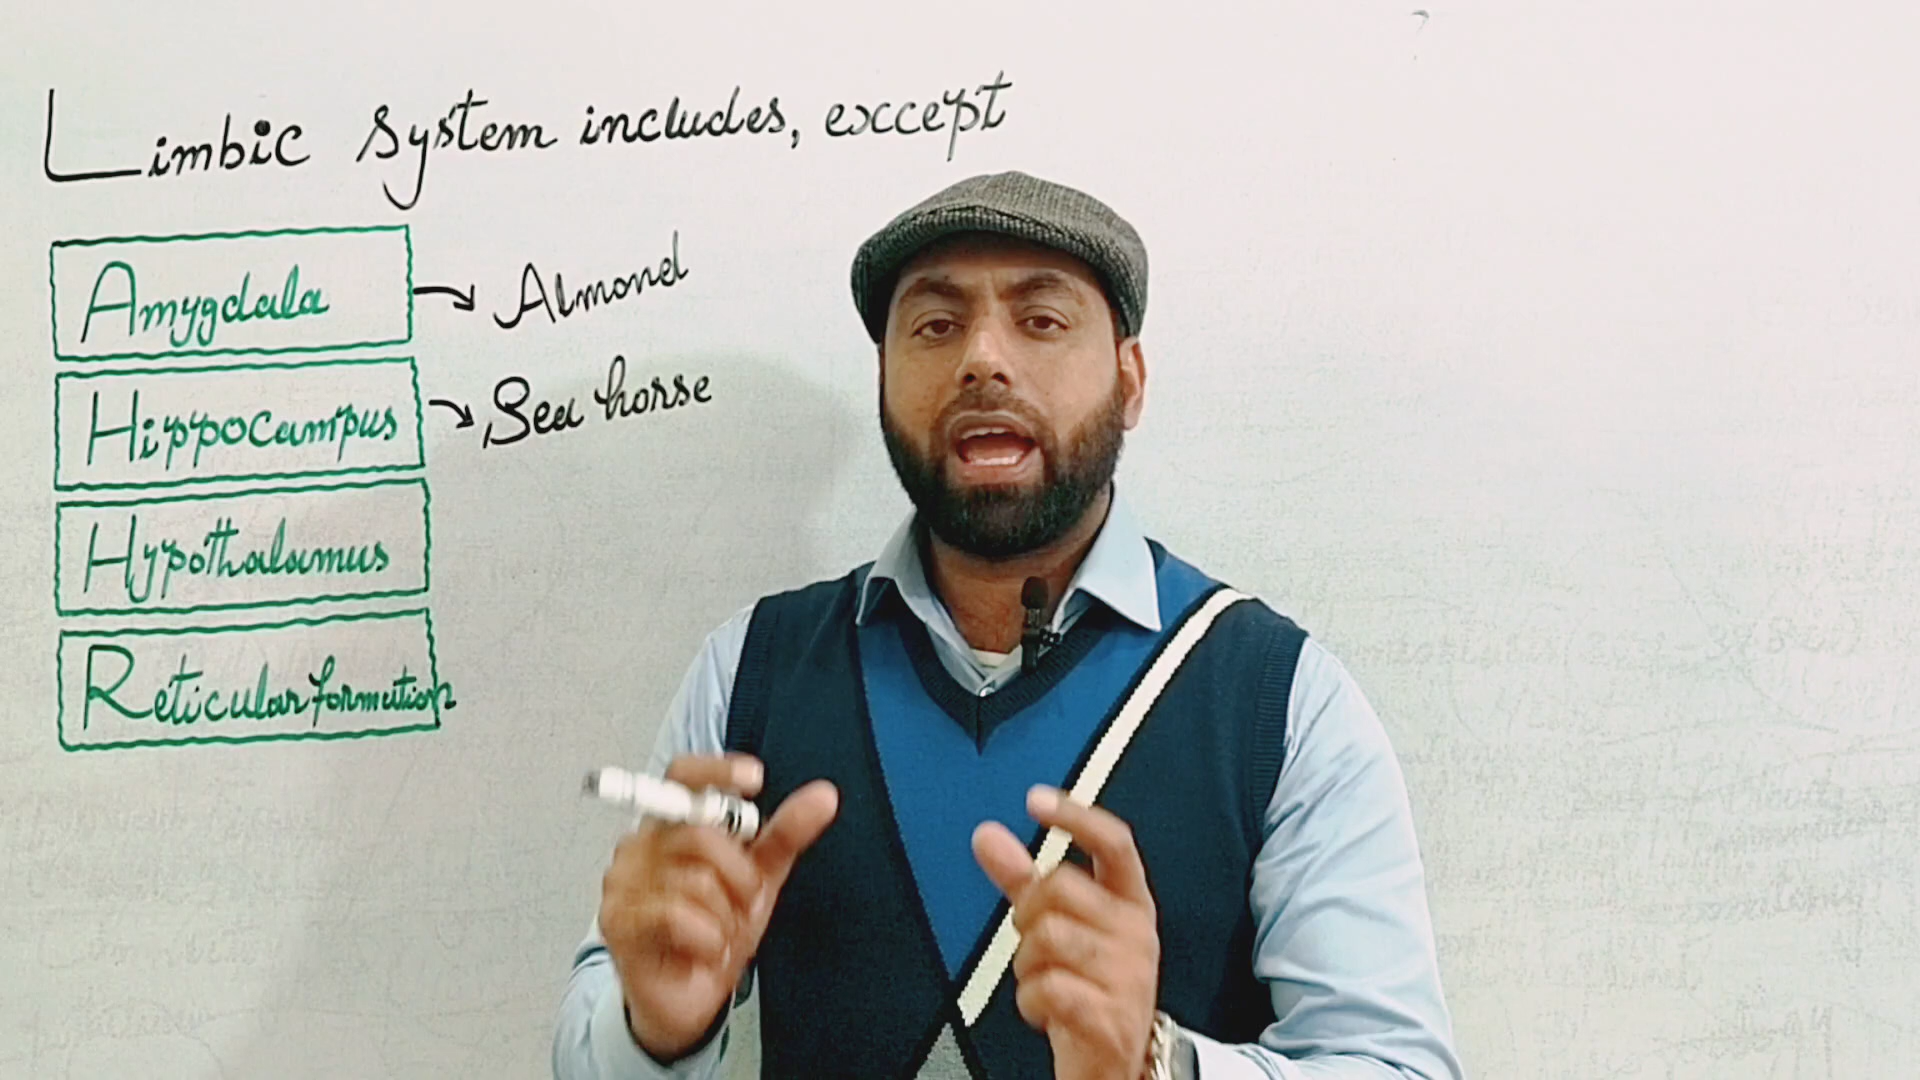 Limbic System includes, except
Amygdala → Almond
Hippocampus → Sea horse
Hypothalamus
Reticular formation